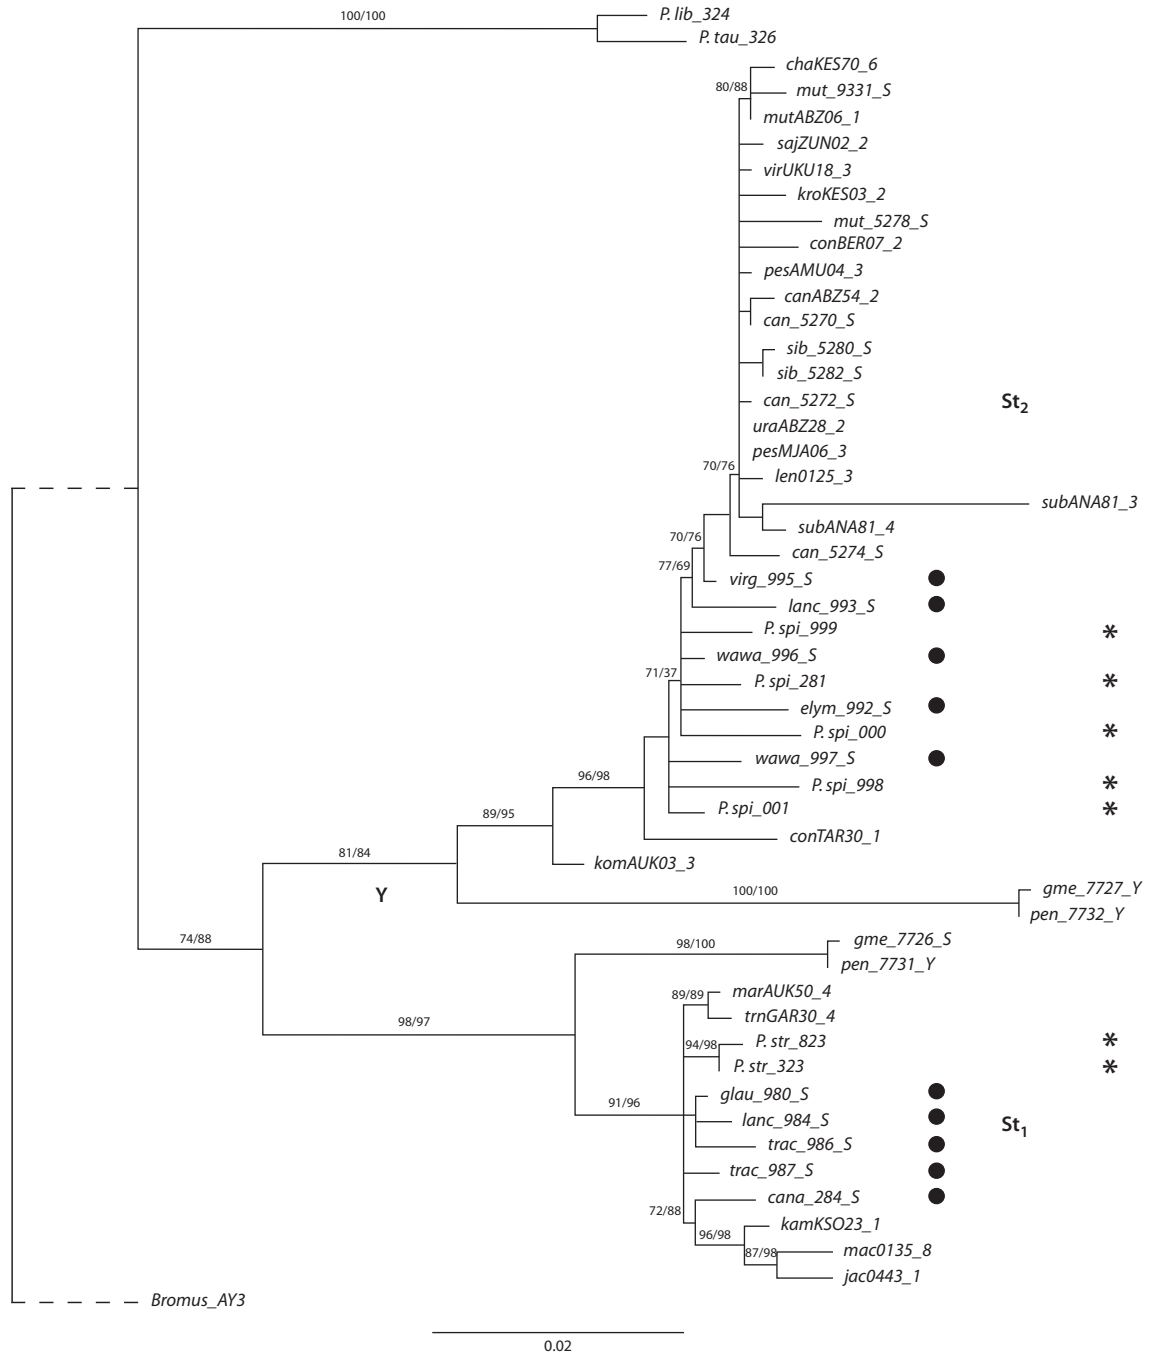 100/100
P. lib_324
P. tau_326
chaKES70_6
80/88
mut_9331_S
mutABZ06_1
sajZUN02_2
virUKU18_3
kroKES03_2
mut_5278_S
conBER07_2
pesAMU04_3
canABZ54_2
can_5270_S
sib_5280_S
sib_5282_S
can_5272_S
St2
uraABZ28_2
pesMJA06_3
70/76
len0125_3
subANA81_3
subANA81_4
70/76
can_5274_S
77/69
virg_995_S
lanc_993_S
P. spi_999 *
wawa_996_S
71/37
P. spi_281 *
elym_992_S
P. spi_000 *
wawa_997_S
96/98
P. spi_998 *
P. spi_001 *
89/95
conTAR30_1
81/84
komAUK03_3
Y
100/100
gme_7727_Y
pen_7732_Y
74/88
98/100
gme_7726_S
pen_7731_Y
89/89
marAUK50_4
trnGAR30_4
98/97
94/98
P. str_823 *
P. str_323 *
91/96
glau_980_S
lanc_984_S
St1
trac_986_S
trac_987_S
cana_284_S
72/88
kamKSO23_1
96/98
87/98
mac0135_8
jac0443_1
Bromus_AY3
0.02